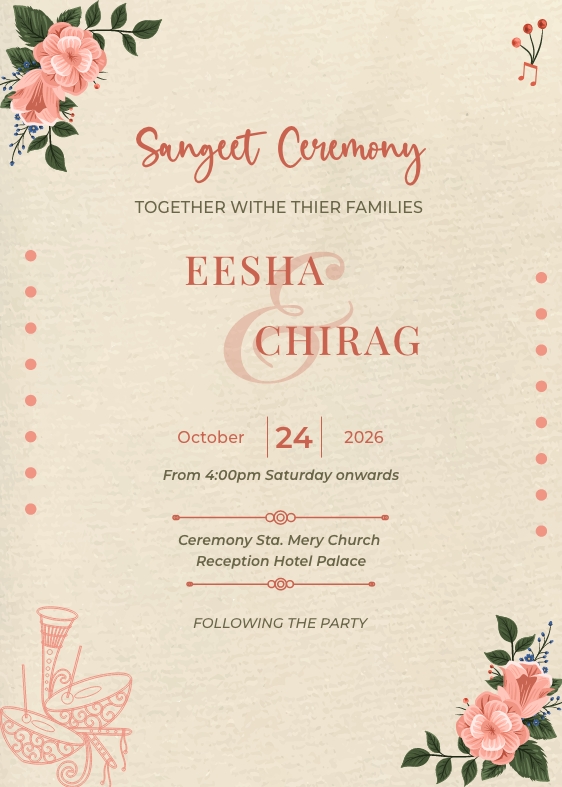 Sangeet Ceremony
TOGETHER WITHE THIER FAMILIES
EESHA
&
CHIRAG
October 24 2026
From 4:00pm Saturday onwards
Ceremony Sta. Mery Church
Reception Hotel Palace
FOLLOWING THE PARTY